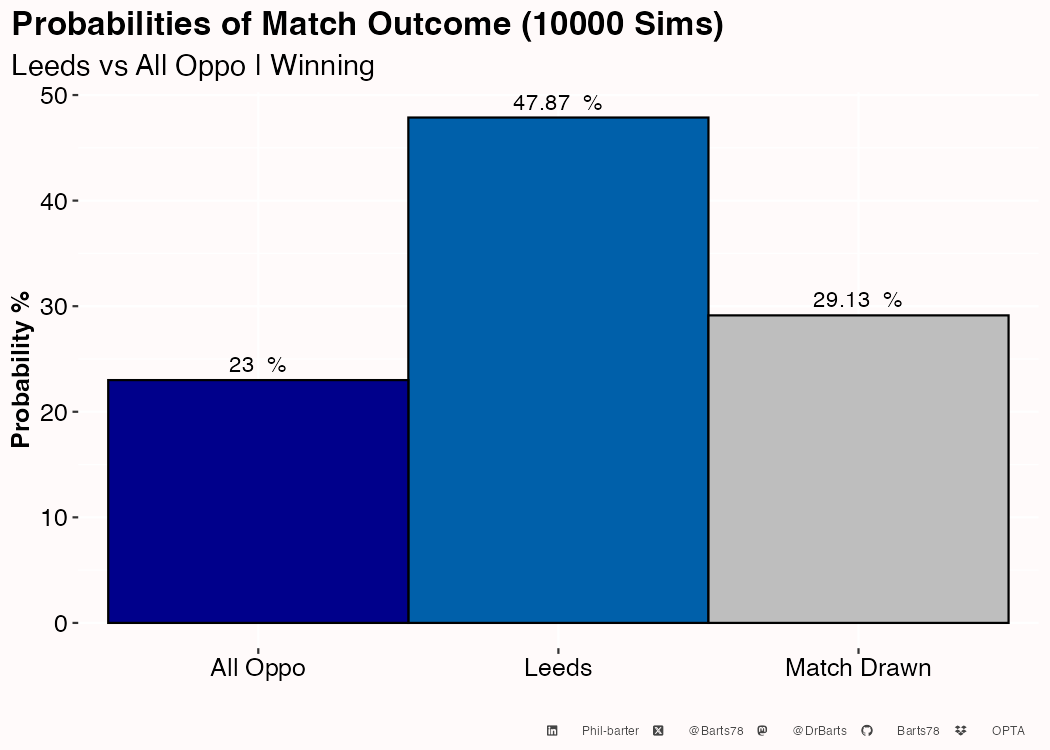 Probabilities of Match Outcome (10000 Sims)
Leeds vs All Oppo | Winning
Probability %
50
40
30
20
10
0
23 %
47.87 %
29.13 %
All Oppo
Leeds
Match Drawn
Phil-barter @Barts78 @DrBarts Barts78 OPTA